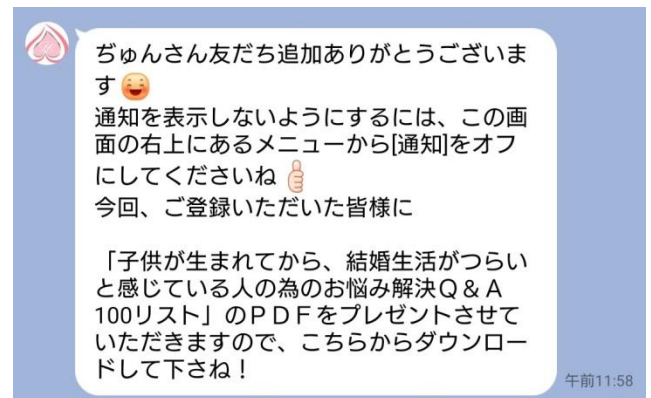 ぢゅんさん友だち追加ありがとうございま
す
通知を表示しないようにするには、この画
面の右上にあるメニューから[通知]をオフ
にしてくださいね
今回、ご登録いただいた皆様に
「子供が生まれてから、結婚生活がつらい
と感じている人の為のお悩み解決Ｑ＆Ａ
100リスト」のＰＤＦをプレゼントさせて
いただきますので、こちらからダウンロー
ドして下さね！
午前11:58